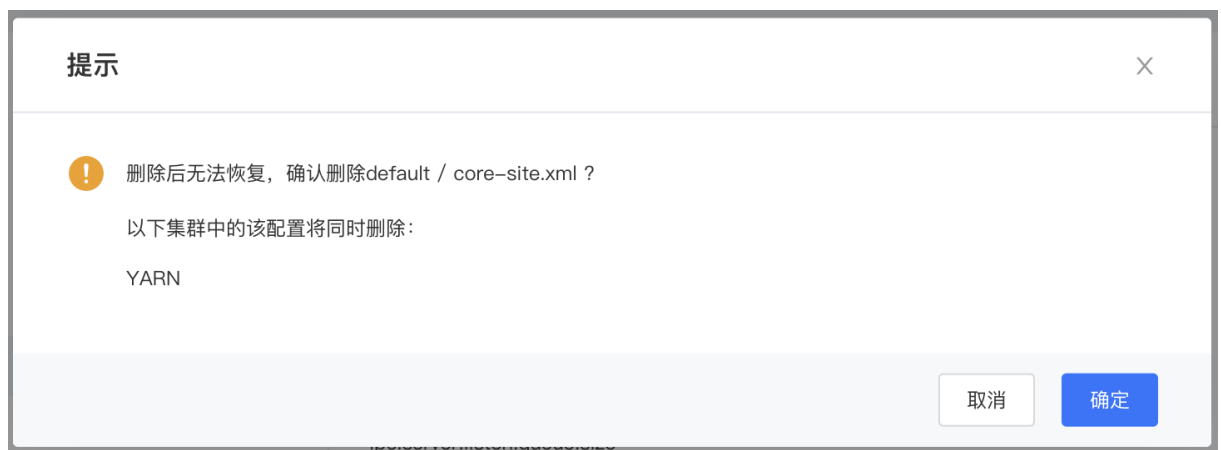 提示
删除后无法恢复，确认删除default / core-site.xml ?
以下集群中的该配置将同时删除：
YARN
取消
确定